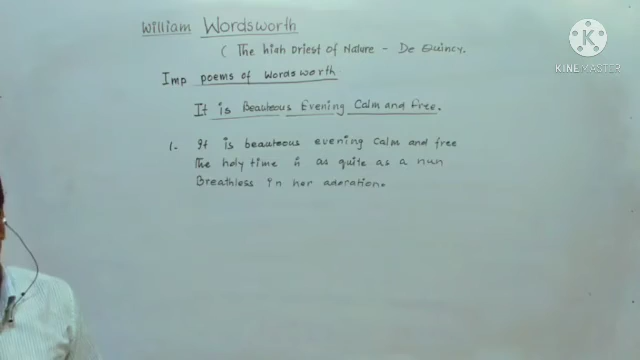 William Wordsworth
( The high Driest of Nature - De Quincy.
Imp poems of Wordsworth
It is Beauteous Evening Calm and Free.
1. It is beauteous evening Calm and free
The holy time is as quite as a nun
Breathless in her adoration.
KINEMASTER